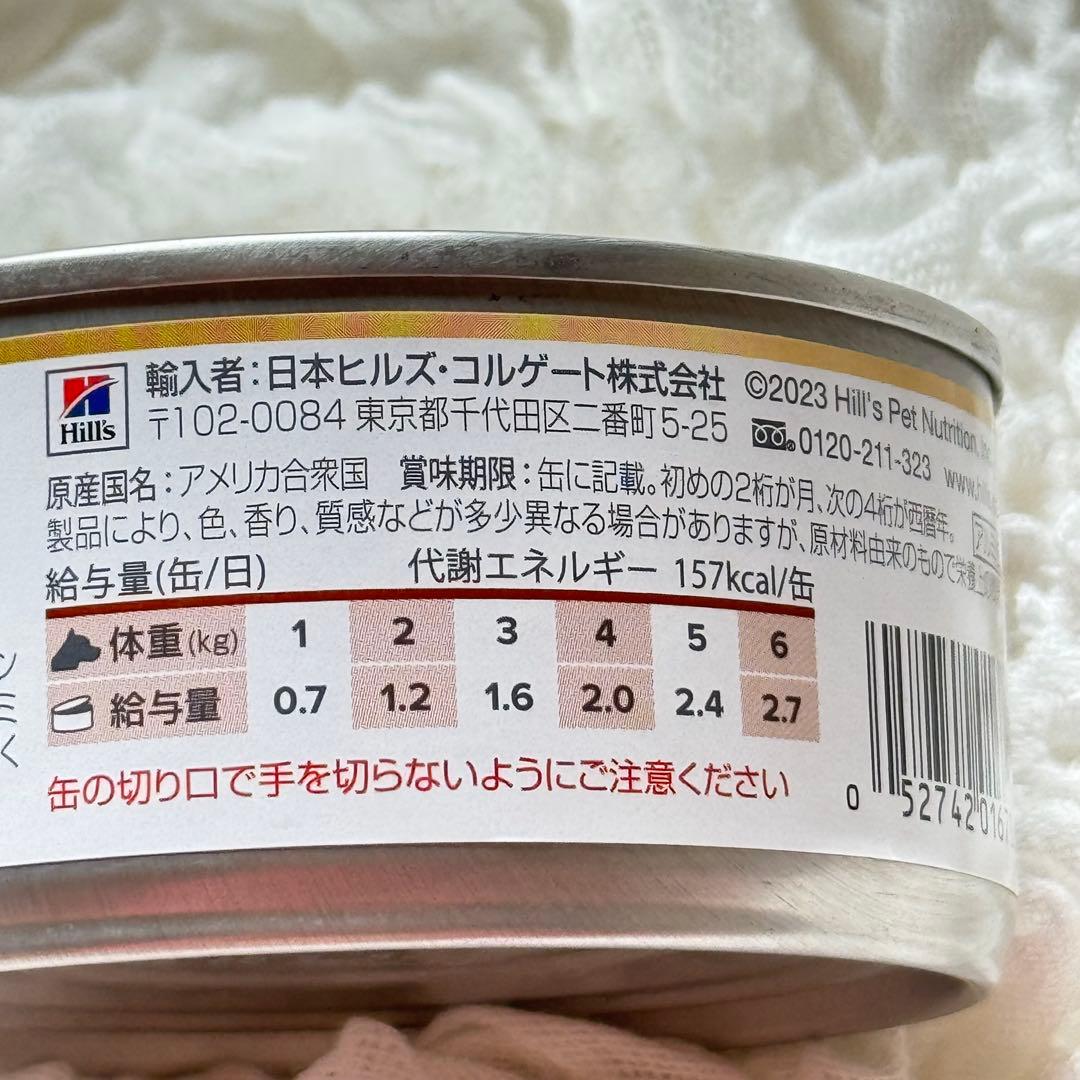 Hill's
輸入者：日本ヒルズ・コルゲート株式会社 ©2023 Hill's Pet Nutrition,
〒102-0084 東京都千代田区二番町5-25 0120-211-323
原産国名：アメリカ合衆国 賞味期限：缶に記載。初めの2桁が月、次の4桁が西暦年。
製品により、色、香り、質感などが多少異なる場合がありますが、原材料由来のもので栄養上の
給与量(缶/日) 代謝エネルギー 157kcal/缶
体重(kg) 1 2 3 4 5 6
給与量 0.7 1.2 1.6 2.0 2.4 2.7
缶の切り口で手を切らないようにご注意ください
0 52742 016